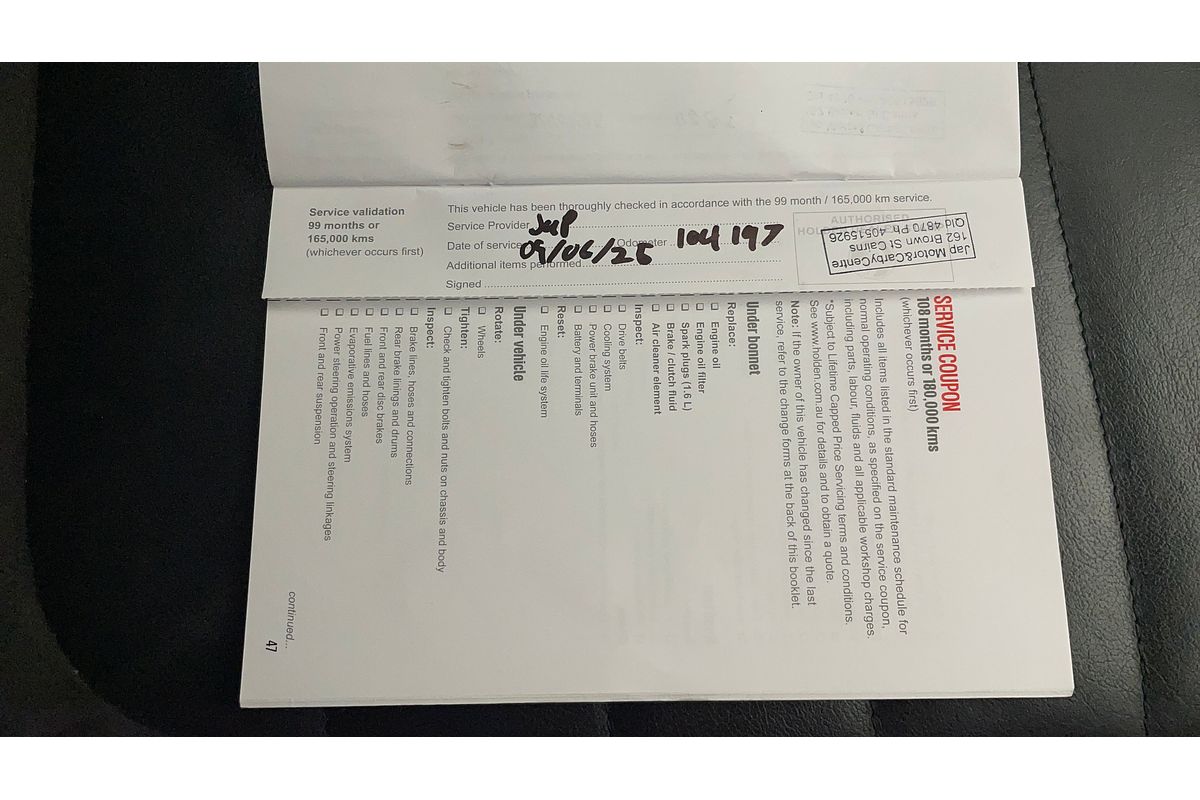 Service validation
99 months or
165,000 kms
(whichever occurs first)
This vehicle has been thoroughly checked in accordance with the 99 month / 165,000 km service.
Service Provider Jap
Date of service 09/06/25 Odometer 104 197
Additional items performed
Signed
AUTHORISED
Jap Motor&CarbyCentre
162 Brown St Cairns
Qld 4870 Ph 40515926
SERVICE COUPON
108 months or 180,000 kms
(whichever occurs first)
Includes all items listed in the standard maintenance schedule for
normal operating conditions, as specified on the service coupon,
including parts, labour, fluids and all applicable workshop charges.
*Subject to Lifetime Capped Price Servicing terms and conditions.
See www.holden.com.au for details and to obtain a quote.
Note: If the owner of this vehicle has changed since the last
service, refer to the change forms at the back of this booklet.
Under bonnet
Replace:
Engine oil
Engine oil filter
Spark plugs (1.6 L)
Brake / clutch fluid
Air cleaner element
Inspect:
Drive belts
Cooling system
Power brake unit and hoses
Battery and terminals
Reset:
Engine oil life system
Under vehicle
Rotate:
Wheels
Tighten:
Check and tighten bolts and nuts on chassis and body
Inspect:
Brake lines, hoses and connections
Rear brake linings and drums
Front and rear disc brakes
Fuel lines and hoses
Evaporative emissions system
Power steering operation and steering linkages
Front and rear suspension
continued...
47